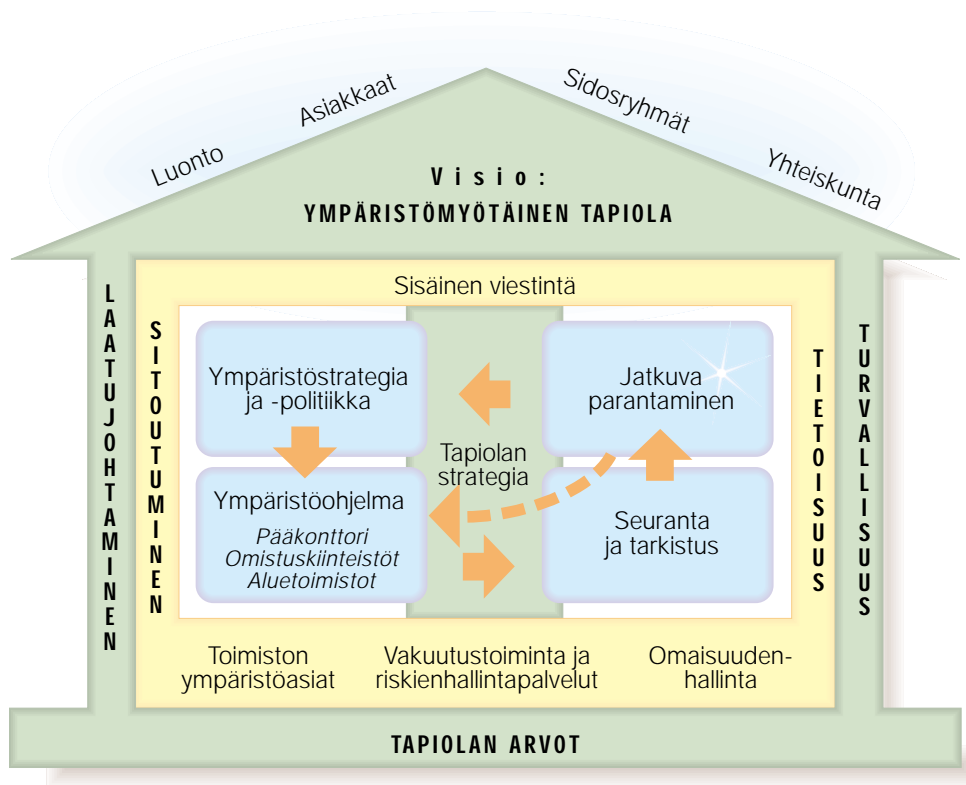 Luonto
Asiakkaat
Sidosryhmät
Yhteiskunta
Visio:
YMPÄRISTÖMYÖTÄINEN TAPIOLA
LAATUJOHTAMINEN
SITOUTUMINEN
Sisäinen viestintä
Ympäristöstrategia
ja -politiikka
Jatkuva
parantaminen
Tapiolan
strategia
Ympäristöohjelma
Pääkonttori
Omistuskiinteistöt
Aluetoimistot
Seuranta
ja tarkistus
TIETOISUUS
TURVALLISUUS
Toimiston
ympäristöasiat
Vakuutustoiminta ja
riskienhallintapalvelut
Omaisuuden-
hallinta
TAPIOLAN ARVOT